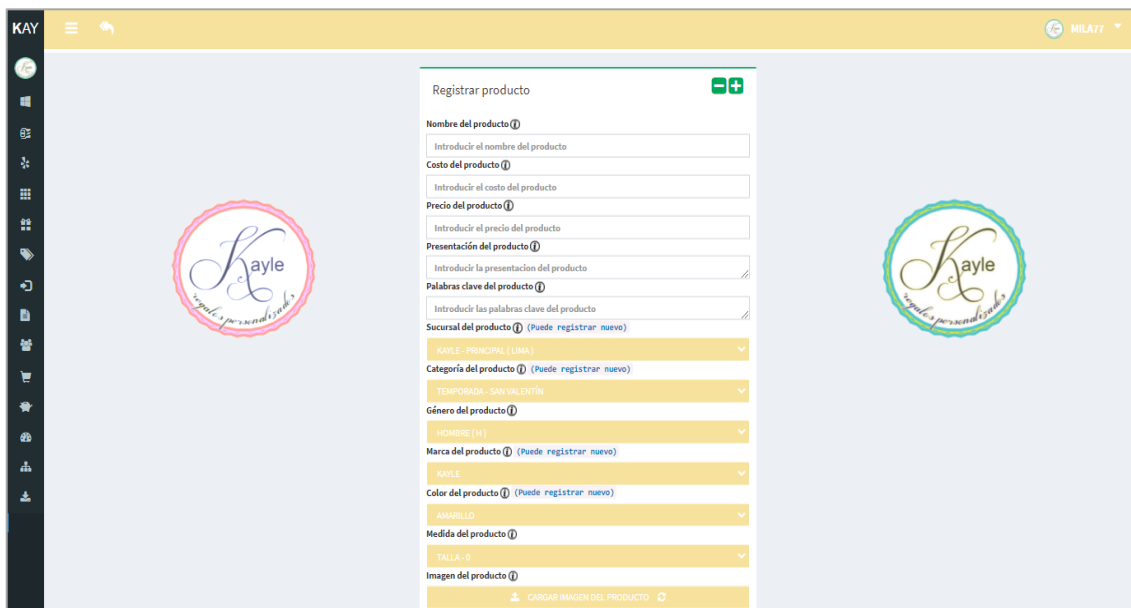 KAY
MILA77
Registrar producto
Nombre del producto
Introducir el nombre del producto
Costo del producto
Introducir el costo del producto
Precio del producto
Introducir el precio del producto
Presentación del producto
Introducir la presentacion del producto
Palabras clave del producto
Introducir las palabras clave del producto
Sucursal del producto (Puede registrar nuevo)
KAYLE - PRINCIPAL ( LIMA )
Categoría del producto (Puede registrar nuevo)
TEMPORADA - SAN VALENTÍN
Género del producto
HOMBRE ( H )
Marca del producto (Puede registrar nuevo)
KAYLE
Color del producto (Puede registrar nuevo)
AMARILLO
Medida del producto
TALLA - 0
Imagen del producto
CARGAR IMAGEN DEL PRODUCTO
Kayle
regalos personalizados
Kayle
regalos personalizados